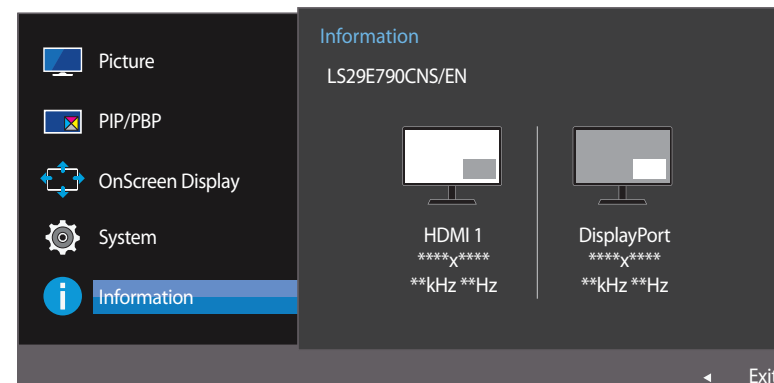 Picture
PIP/PBP
OnScreen Display
System
Information
Information
LS29E790CNS/EN
HDMI 1
****x****
**kHz **Hz
DisplayPort
****x****
**kHz **Hz
Exit